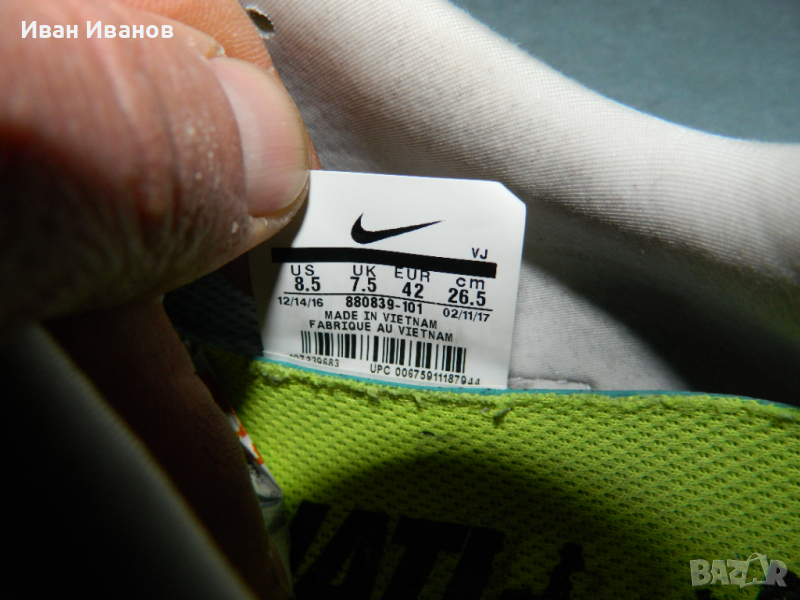 Иван Иванов
VJ
US UK EUR cm
8.5 7.5 42 26.5
12/14/16 880839-101 02/11/17
MADE IN VIETNAM
FABRIQUE AU VIETNAM
UPC 00675911187944
BAZAR